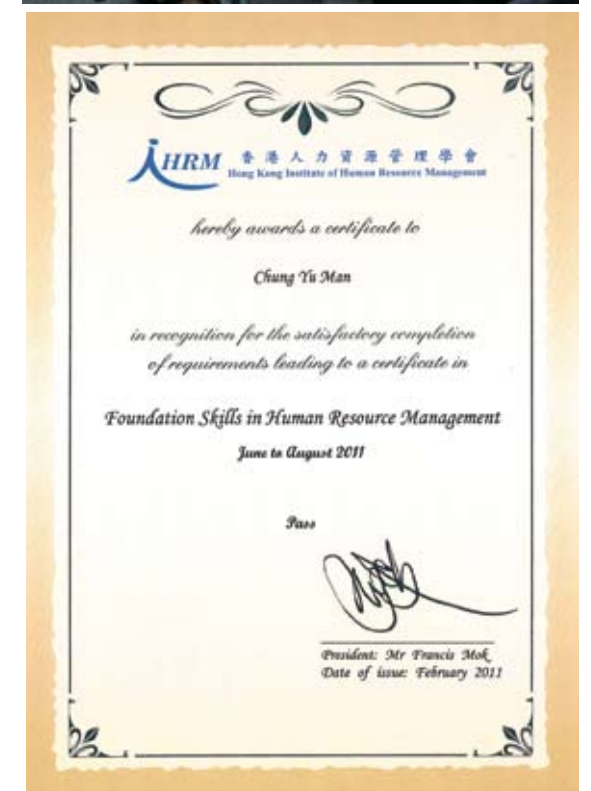 iHRM 香港人力資源管理學會
Hong Kong Institute of Human Resource Management
hereby awards a certificate to
Chung Yu Man
in recognition for the satisfactory completion
of requirements leading to a certificate in
Foundation Skills in Human Resource Management
June to August 2011
Pass
President: Mr Francis Mok
Date of issue: February 2011